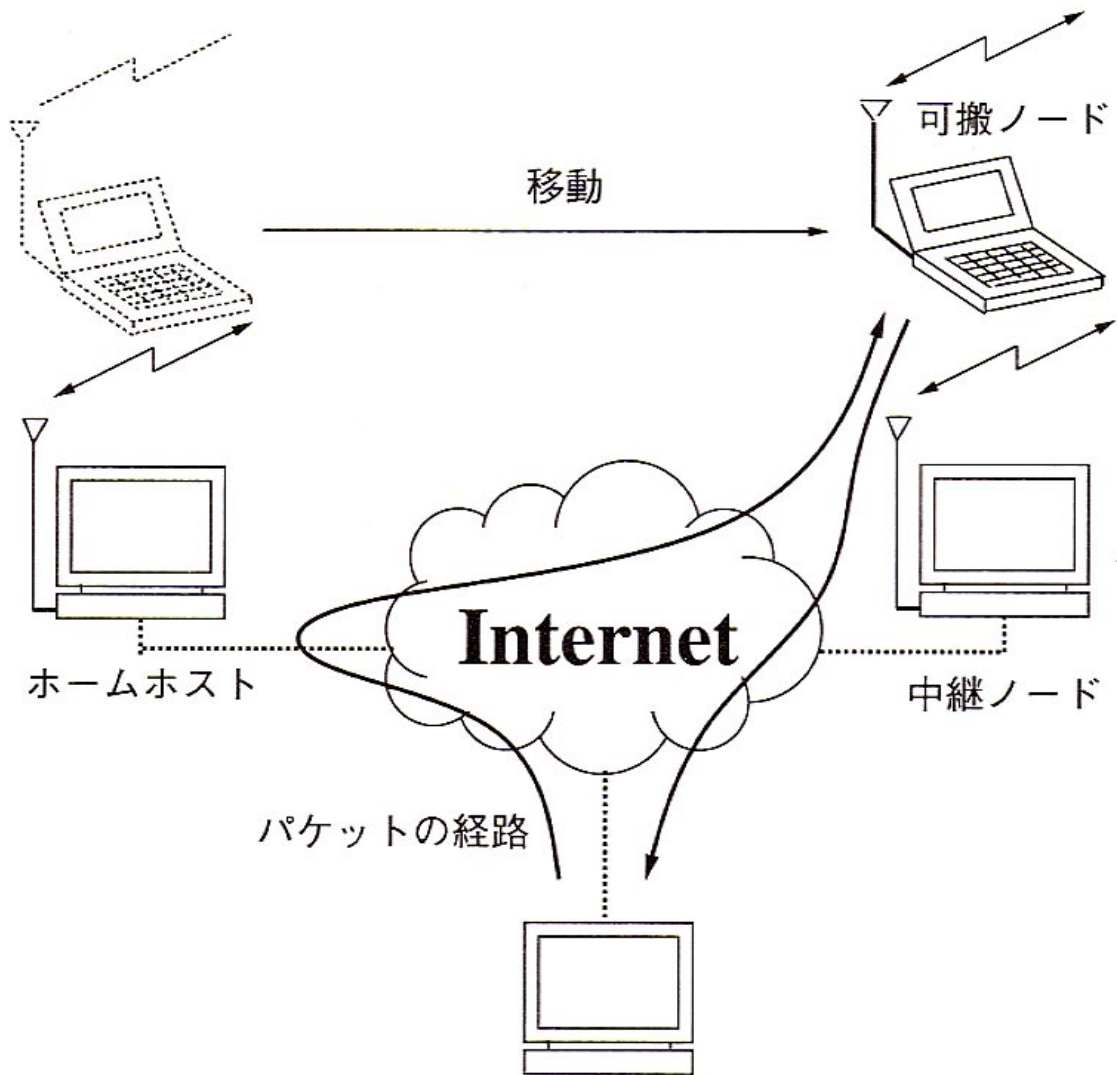 可搬ノード
移動
Internet
ホームホスト
中継ノード
パケットの経路